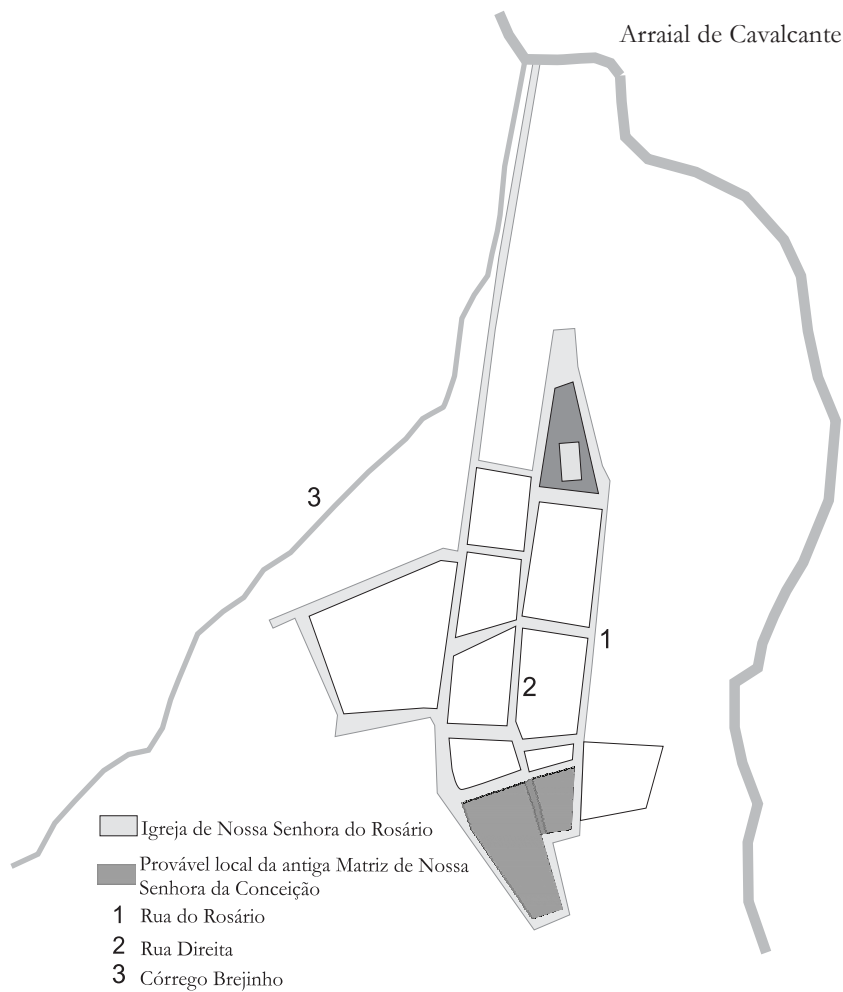 Arraial de Cavalcante
3
1
2
Igreja de Nossa Senhora do Rosário
Provável local da antiga Matriz de Nossa
Senhora da Conceição
1 Rua do Rosário
2 Rua Direita
3 Córrego Brejinho